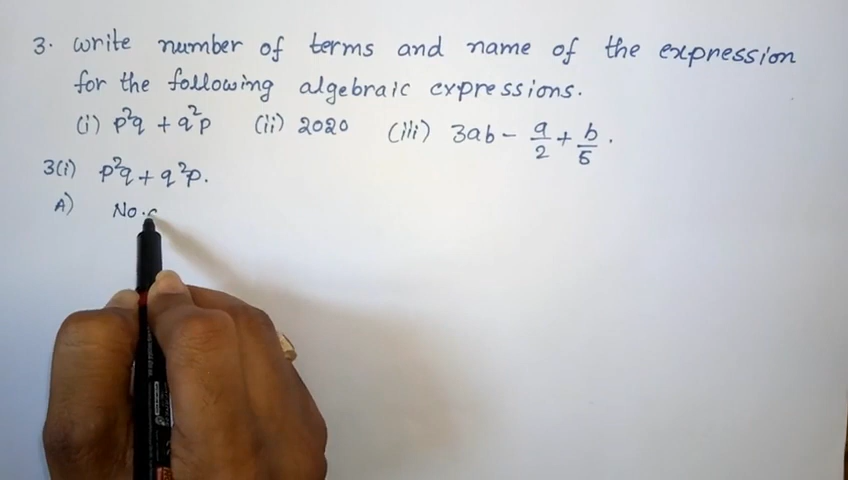 3. write number of terms and name of the expression
for the following algebraic expressions.
(i) p²q + q²p (ii) 2020 (iii) 3ab - a/2 + b/5 .
3(i) p²q + q²p.
A) No.